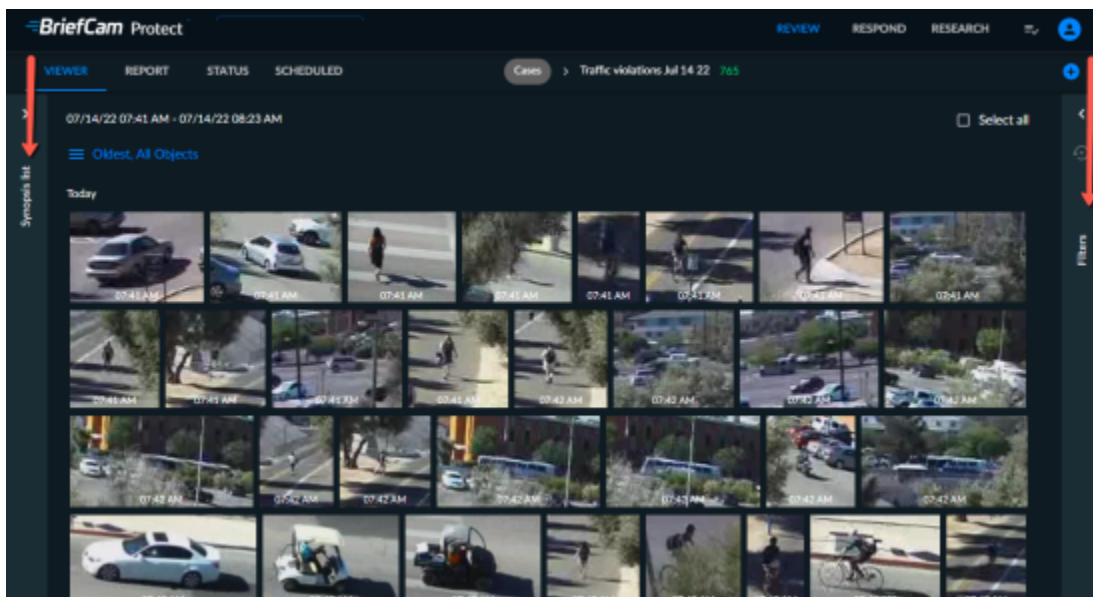 BriefCam Protect REVIEW RESPOND RESEARCH
VIEWER REPORT STATUS SCHEDULED Cases > Traffic violations Jul 14 22 765
07/14/22 07:41 AM - 07/14/22 08:23 AM Select all
Oldest, All Objects
Synopsis list
Today
Filters
07:41 AM 07:41 AM 07:41 AM 07:41 AM 07:41 AM 07:41 AM 07:41 AM 07:41 AM
07:41 AM 07:41 AM 07:41 AM 07:41 AM 07:42 AM 07:42 AM 07:42 AM 07:42 AM
07:42 AM 07:42 AM 07:42 AM 07:42 AM 07:42 AM 07:42 AM 07:42 AM